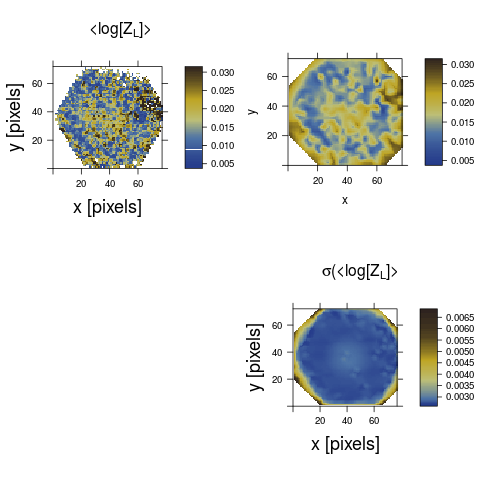 <log[Z_L]>
y [pixels]
60
40
20
20 40 60
x [pixels]
0.030
0.025
0.020
0.015
0.010
0.005
y
60
40
20
20 40 60
x
0.030
0.025
0.020
0.015
0.010
0.005
σ(<log[Z_L]>
y [pixels]
60
40
20
20 40 60
x [pixels]
0.0065
0.0060
0.0055
0.0050
0.0045
0.0040
0.0035
0.0030